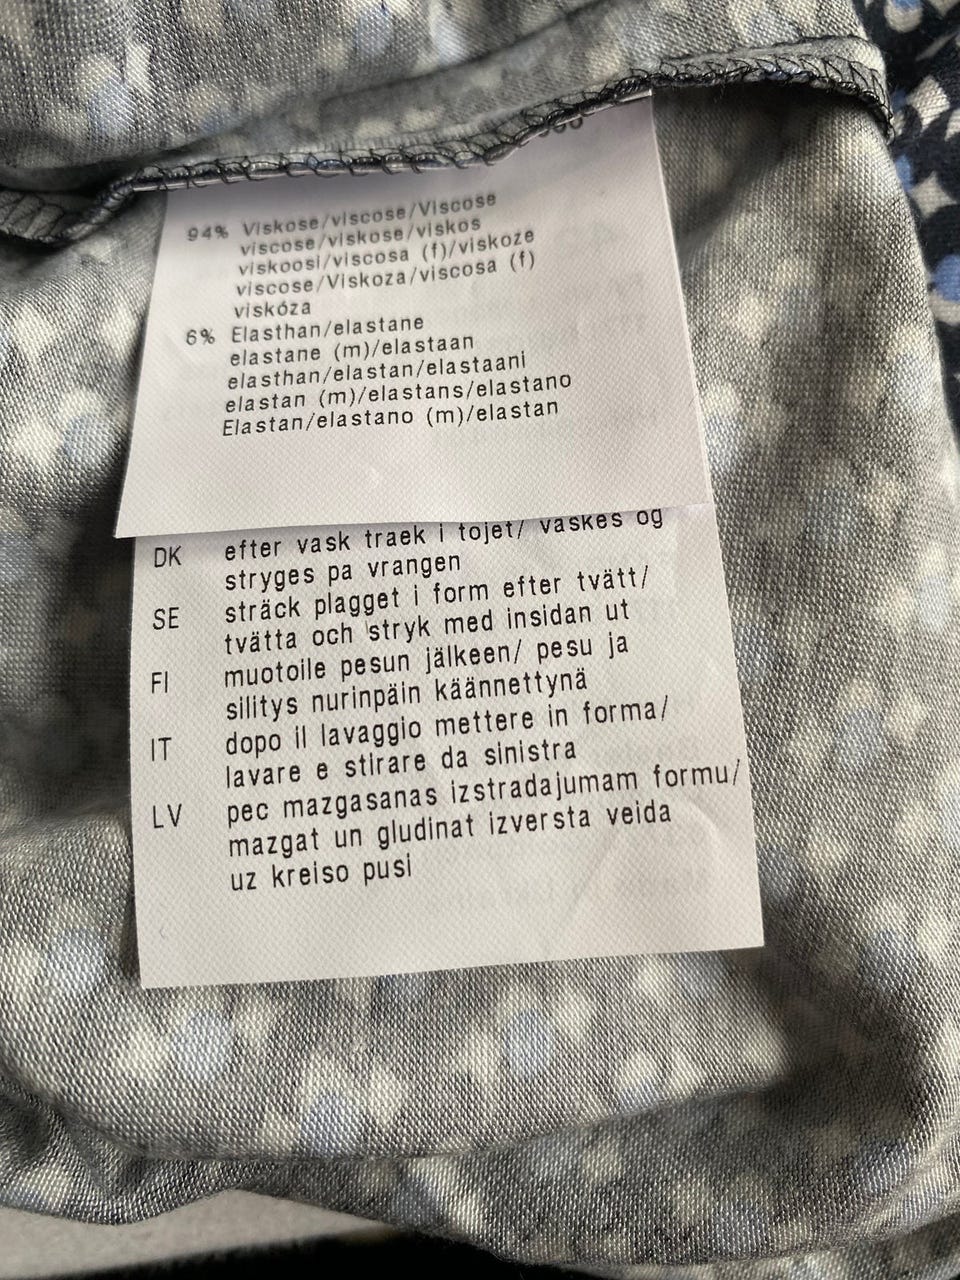 94% Viskose/viscose/Viscose
viscose/viskose/viskos
viskoosi/viscosa (f)/viskoze
viscose/Viskoza/viscosa (f)
viskóza
6% Elasthan/elastane
elastane (m)/elastaan
elasthan/elastan/elastaani
elastan (m)/elastans/elastano
Elastan/elastano (m)/elastan
DK efter vask traek i tojet/ vaskes og
stryges pa vrangen
SE sträck plagget i form efter tvätt/
tvätta och stryk med insidan ut
FI muotoile pesun jälkeen/ pesu ja
silitys nurinpäin käännettynä
IT dopo il lavaggio mettere in forma/
lavare e stirare da sinistra
LV pec mazgasanas izstradajumam formu/
mazgat un gludinat izversta veida
uz kreiso pusi